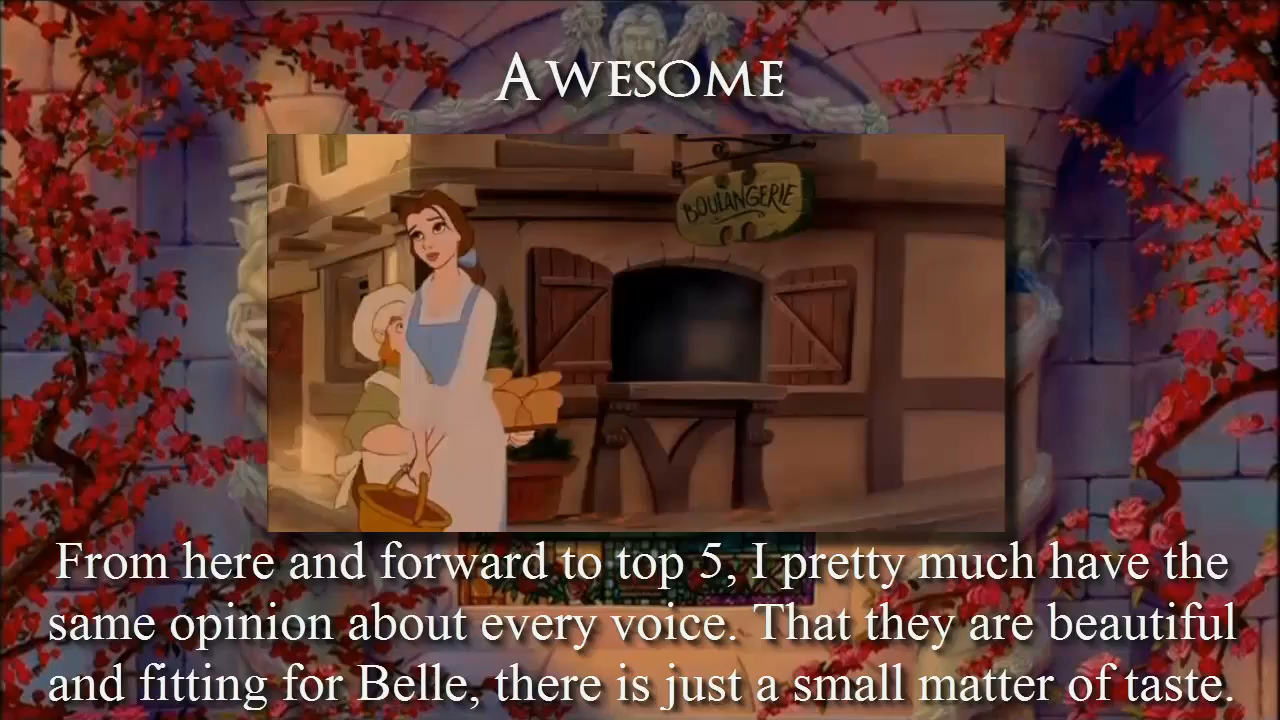 AWESOME
BOULANGERIE
From here and forward to top 5, I pretty much have the
same opinion about every voice. That they are beautiful
and fitting for Belle, there is just a small matter of taste.